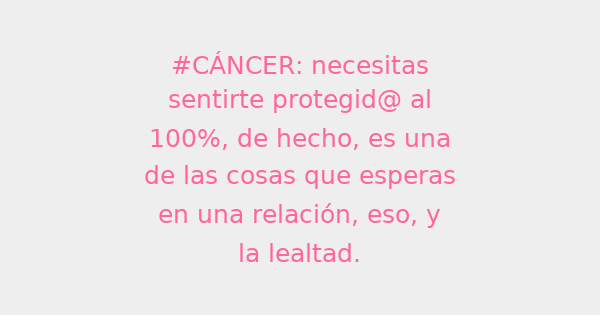 #CÁNCER: necesitas
sentirte protegid@ al
100%, de hecho, es una
de las cosas que esperas
en una relación, eso, y
la lealtad.